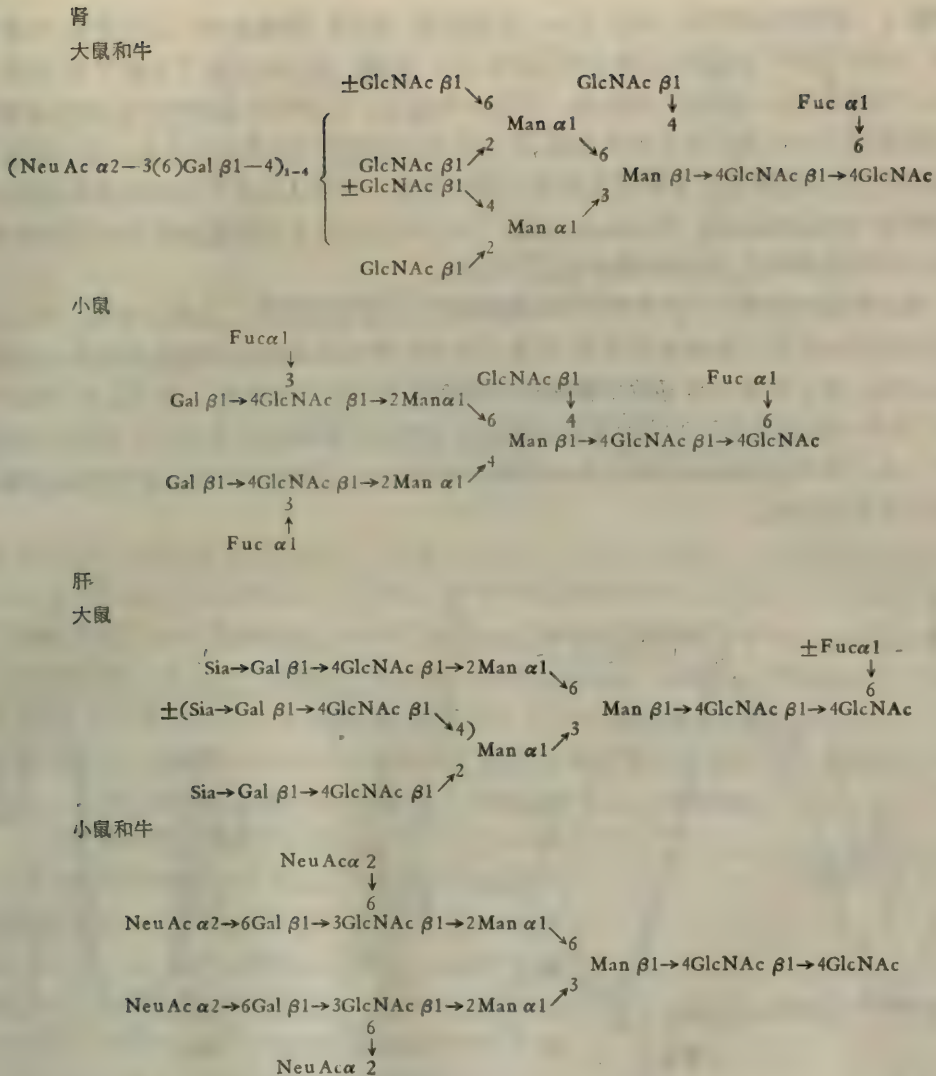 肾
大鼠和牛
±GlcNAc β1↘6 GlcNAc β1
↓
4
Fuc α1
↓
6
Man α1↘6
(NeuAc α2–3(6)Gal β1–4)₁₋₄
GlcNAc β1↗2
±GlcNAc β1↘4
Man β1→4GlcNAc β1→4GlcNAc
Man α1↗3
GlcNAc β1↗2
小鼠
Fucα1
↓
3
GlcNAc β1 Fuc α1
↓ ↓
4 6
Gal β1→4GlcNAc β1→2Manα1↘6
Man β1→4GlcNAc β1→4GlcNAc
Gal β1→4GlcNAc β1→2Man α1↗4
3
↑
Fuc α1
肝
大鼠
±Fucα1
↓
6
Sia→Gal β1→4GlcNAc β1→2Man α1↘6
±(Sia→Gal β1→4GlcNAc β1↘4) Man β1→4GlcNAc β1→4GlcNAc
Man α1↗3
Sia→Gal β1→4GlcNAc β1↗2
小鼠和牛
NeuAcα 2
↓
6
NeuAc α2→6Gal β1→3GlcNAc β1→2Man α1↘6
Man β1→4GlcNAc β1→4GlcNAc
NeuAc α2→6Gal β1→3GlcNAc β1→2Man α1↗3
6
↓
NeuAcα 2